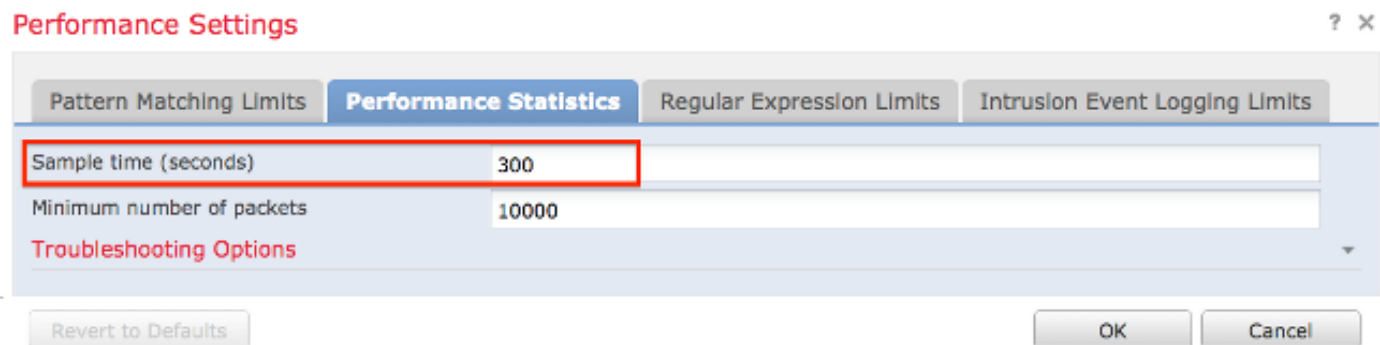 Performance Settings ? ×
Pattern Matching Limits Performance Statistics Regular Expression Limits Intrusion Event Logging Limits
Sample time (seconds) 300
Minimum number of packets 10000
Troubleshooting Options
Revert to Defaults OK Cancel